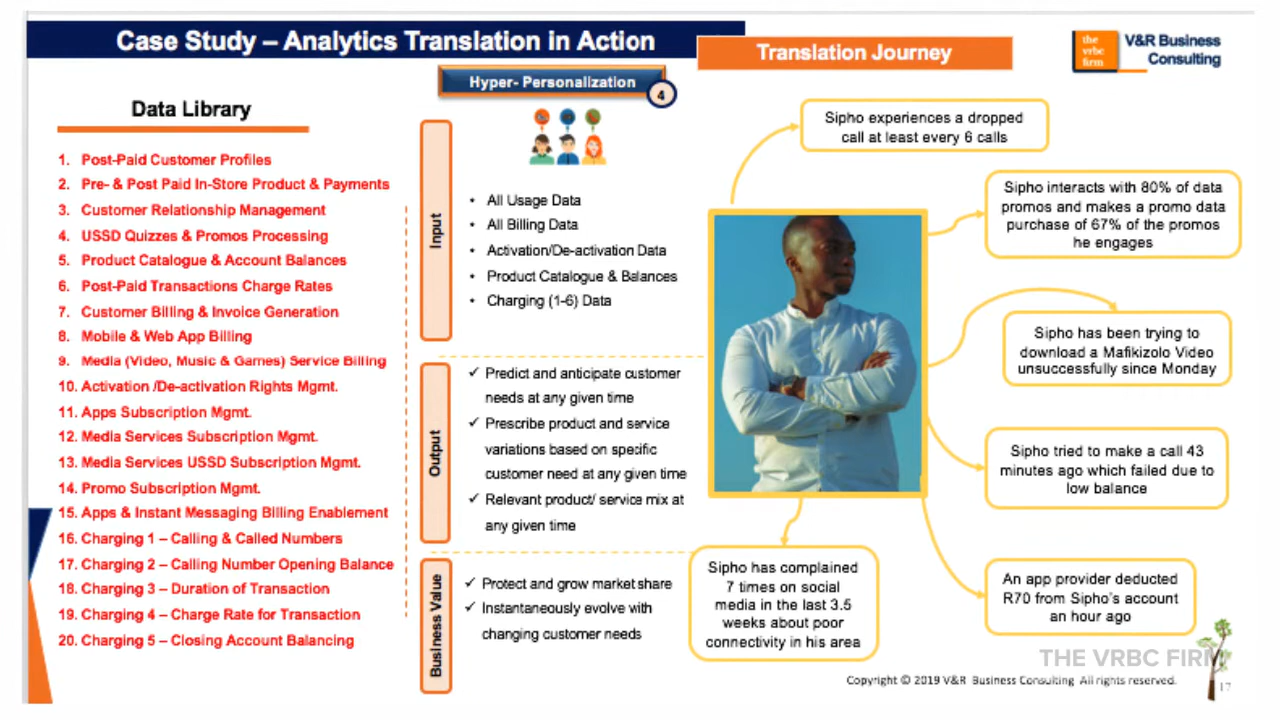 Case Study – Analytics Translation in Action
Translation Journey
the
vrbc
firm
V&R Business
Consulting
Hyper- Personalization
4
Data Library
1. Post-Paid Customer Profiles
2. Pre- & Post Paid In-Store Product & Payments
3. Customer Relationship Management
4. USSD Quizzes & Promos Processing
5. Product Catalogue & Account Balances
6. Post-Paid Transactions Charge Rates
7. Customer Billing & Invoice Generation
8. Mobile & Web App Billing
9. Media (Video, Music & Games) Service Billing
10. Activation /De-activation Rights Mgmt.
11. Apps Subscription Mgmt.
12. Media Services Subscription Mgmt.
13. Media Services USSD Subscription Mgmt.
14. Promo Subscription Mgmt.
15. Apps & Instant Messaging Billing Enablement
16. Charging 1 – Calling & Called Numbers
17. Charging 2 – Calling Number Opening Balance
18. Charging 3 – Duration of Transaction
19. Charging 4 – Charge Rate for Transaction
20. Charging 5 – Closing Account Balancing
Input
• All Usage Data
• All Billing Data
• Activation/De-activation Data
• Product Catalogue & Balances
• Charging (1-6) Data
Output
✓ Predict and anticipate customer
needs at any given time
✓ Prescribe product and service
variations based on specific
customer need at any given time
✓ Relevant product/ service mix at
any given time
Business Value
✓ Protect and grow market share
✓ Instantaneously evolve with
changing customer needs
Sipho experiences a dropped
call at least every 6 calls
Sipho interacts with 80% of data
promos and makes a promo data
purchase of 67% of the promos
he engages
Sipho has been trying to
download a Mafikizolo Video
unsuccessfully since Monday
Sipho tried to make a call 43
minutes ago which failed due to
low balance
An app provider deducted
R70 from Sipho's account
an hour ago
Sipho has complained
7 times on social
media in the last 3.5
weeks about poor
connectivity in his area
THE VRBC FIRM
Copyright © 2019 V&R Business Consulting All rights reserved.
17